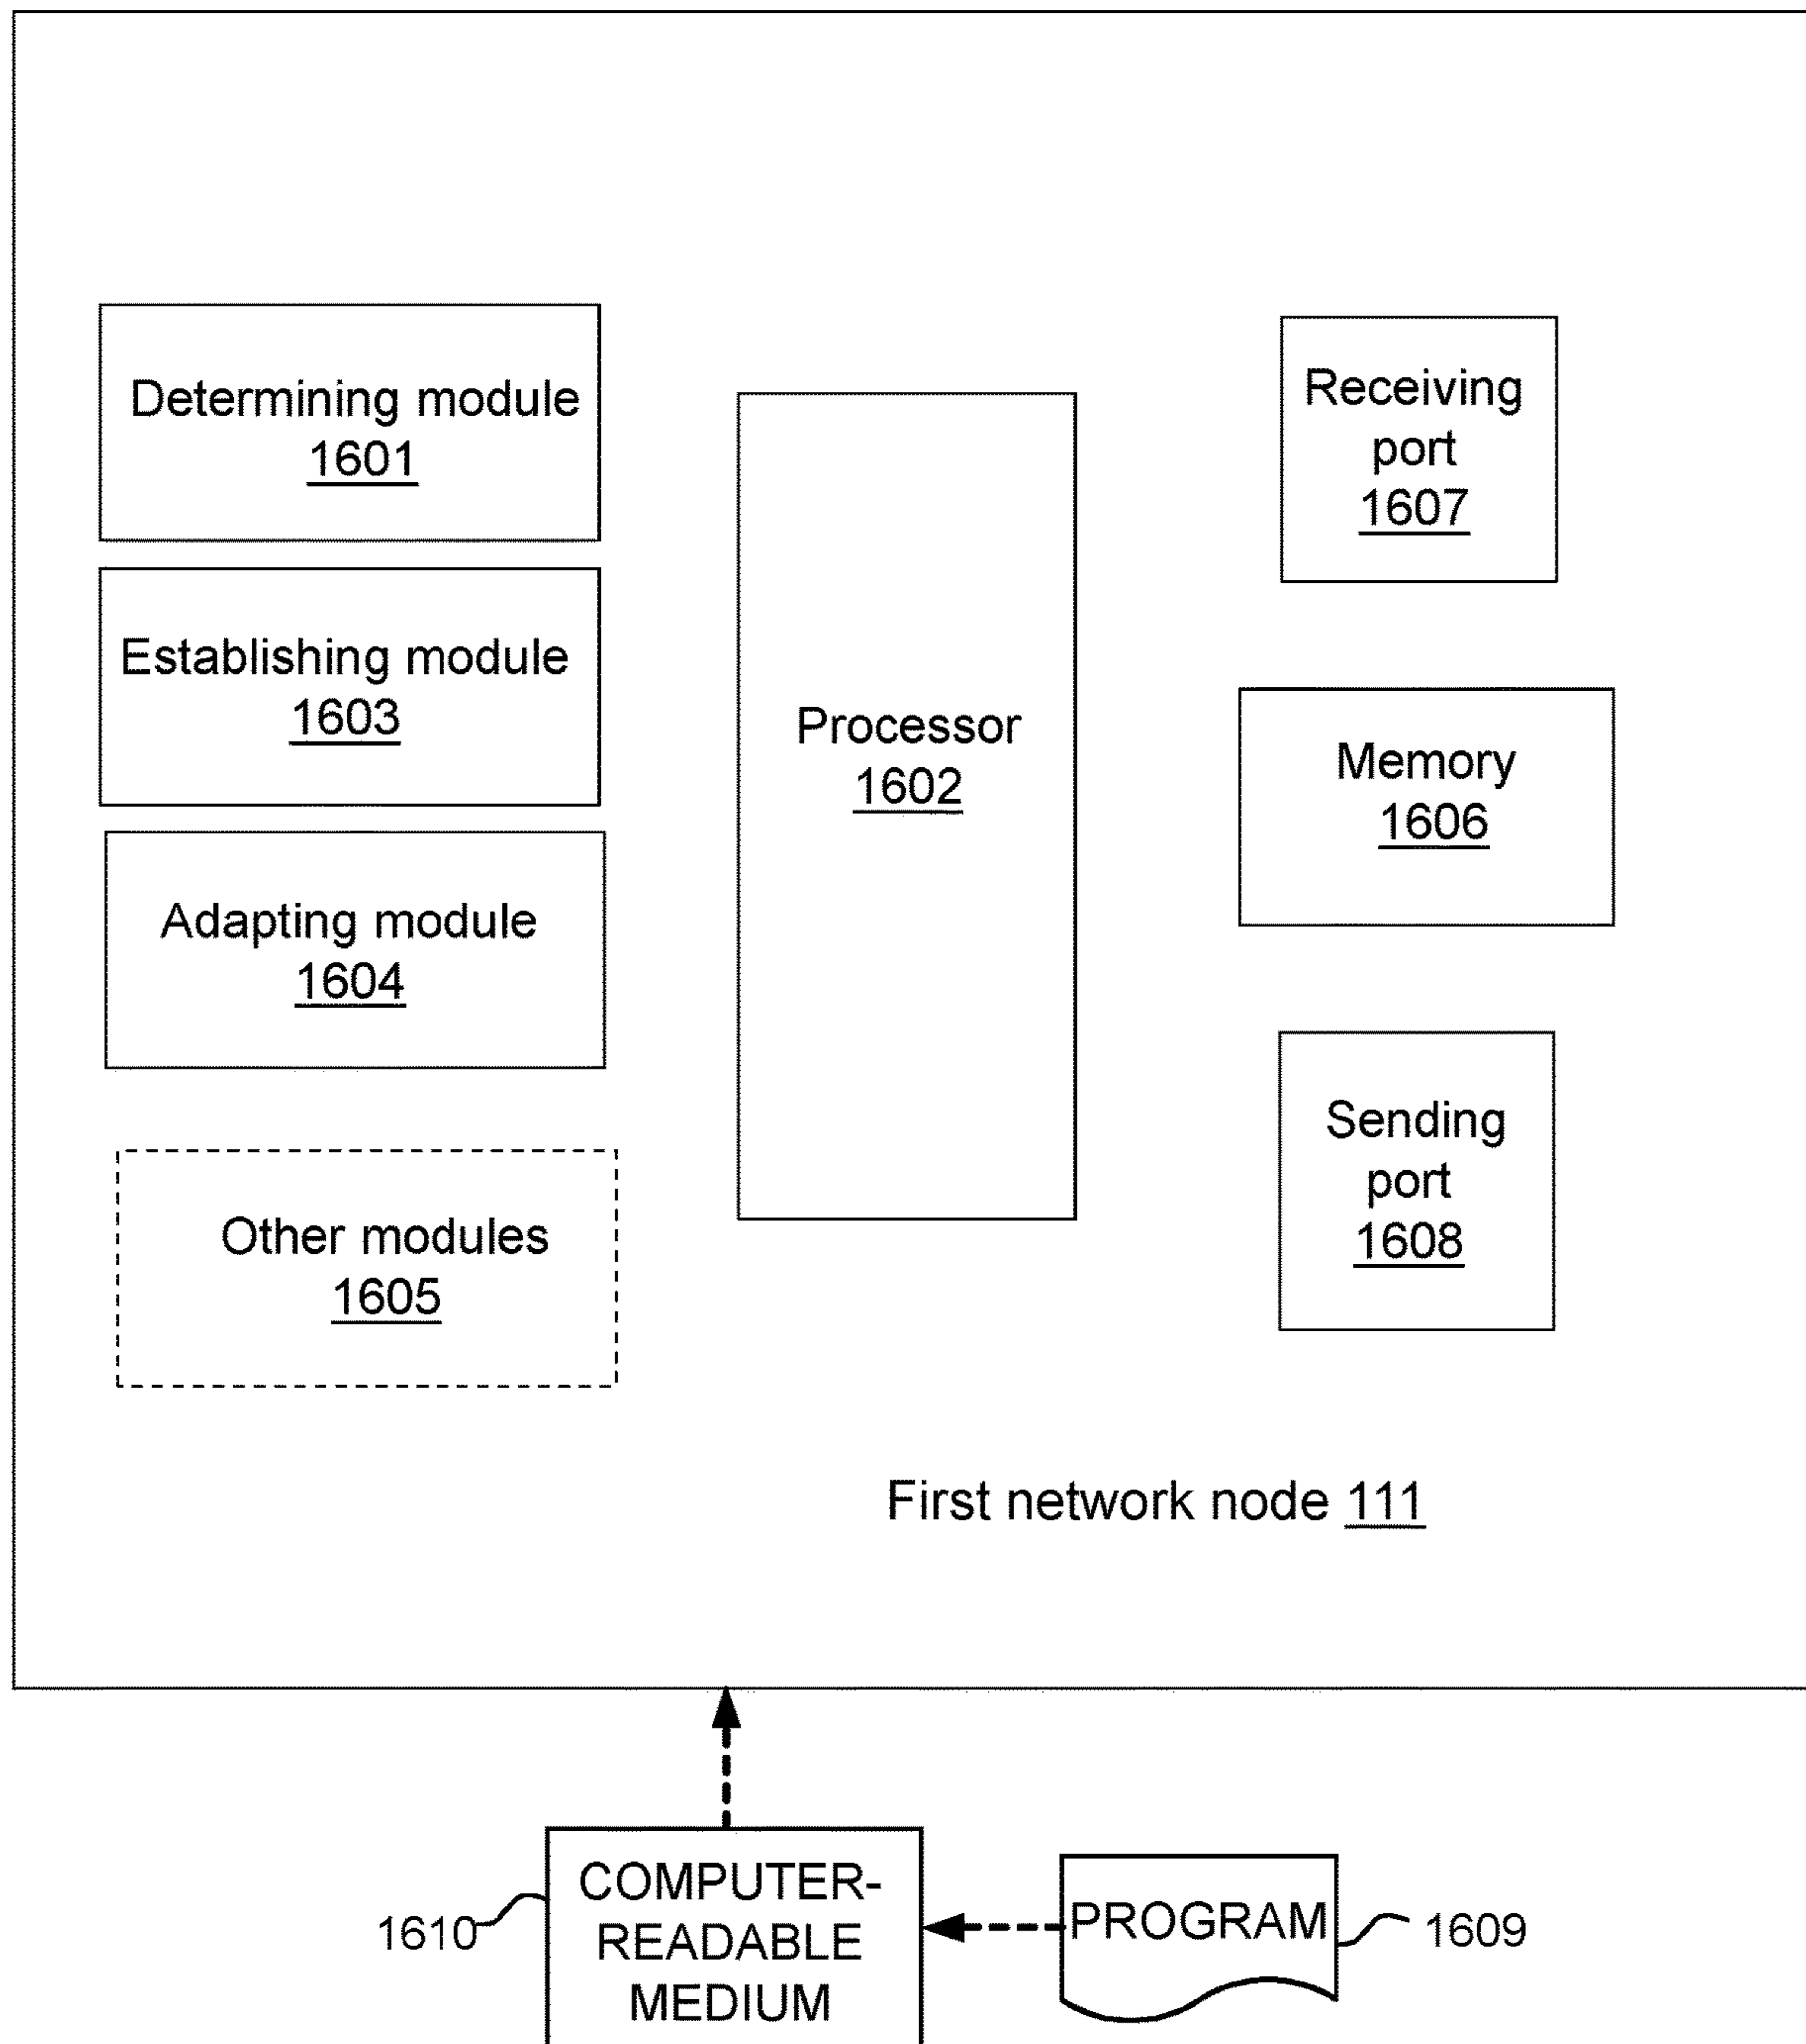 Determining module
1601
Establishing module
1603
Adapting module
1604
Other modules
1605
Processor
1602
Receiving
port
1607
Memory
1606
Sending
port
1608
First network node 111
1610
COMPUTER-
READABLE
MEDIUM
PROGRAM
1609